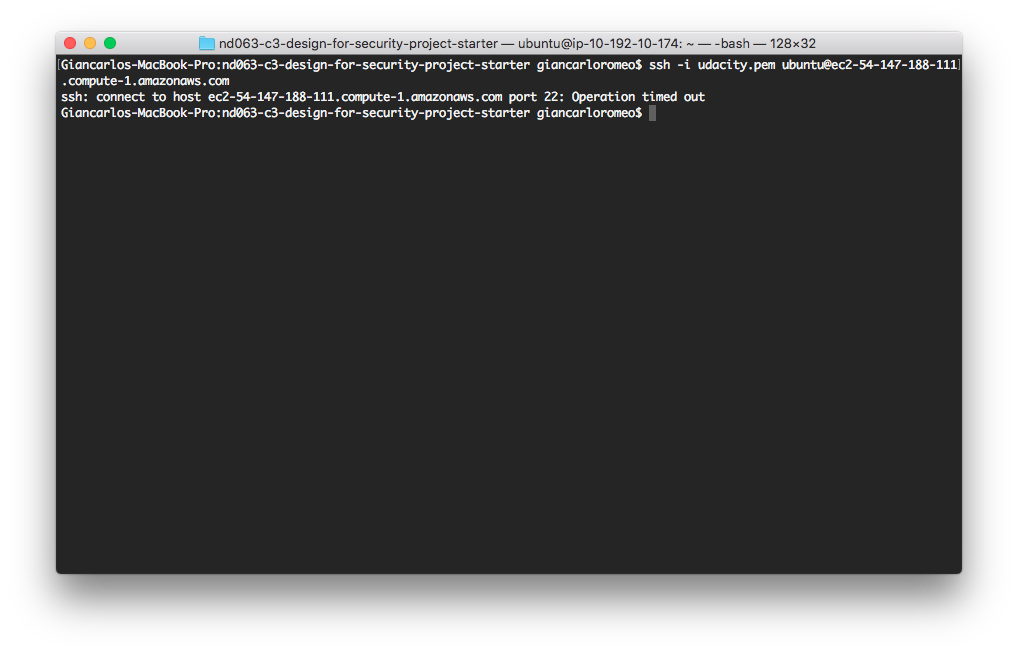 nd063-c3-design-for-security-project-starter — ubuntu@ip-10-192-10-174: ~ — -bash — 128×32
[Giancarlos-MacBook-Pro:nd063-c3-design-for-security-project-starter giancarloromeo$ ssh -i udacity.pem ubuntu@ec2-54-147-188-111]
.compute-1.amazonaws.com
ssh: connect to host ec2-54-147-188-111.compute-1.amazonaws.com port 22: Operation timed out
Giancarlos-MacBook-Pro:nd063-c3-design-for-security-project-starter giancarloromeo$